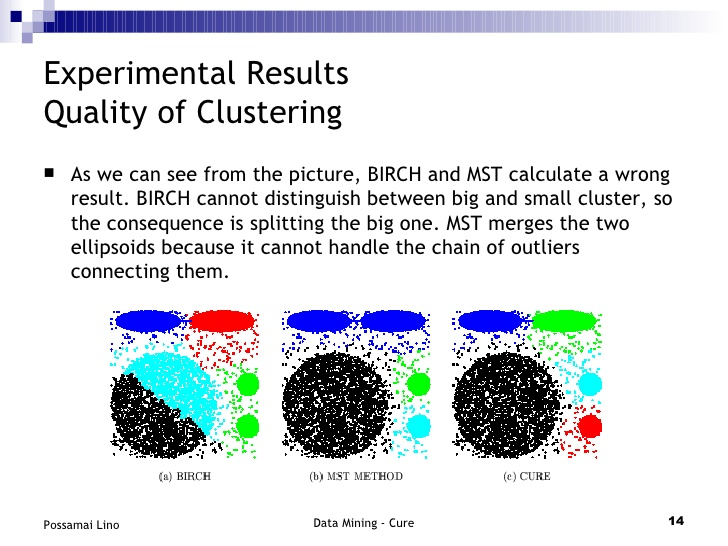 Experimental Results
Quality of Clustering
As we can see from the picture, BIRCH and MST calculate a wrong
result. BIRCH cannot distinguish between big and small cluster, so
the consequence is splitting the big one. MST merges the two
ellipsoids because it cannot handle the chain of outliers
connecting them.
(a) BIRCH
(b) MST METHOD
(c) CURE
Possamai Lino
Data Mining - Cure
14